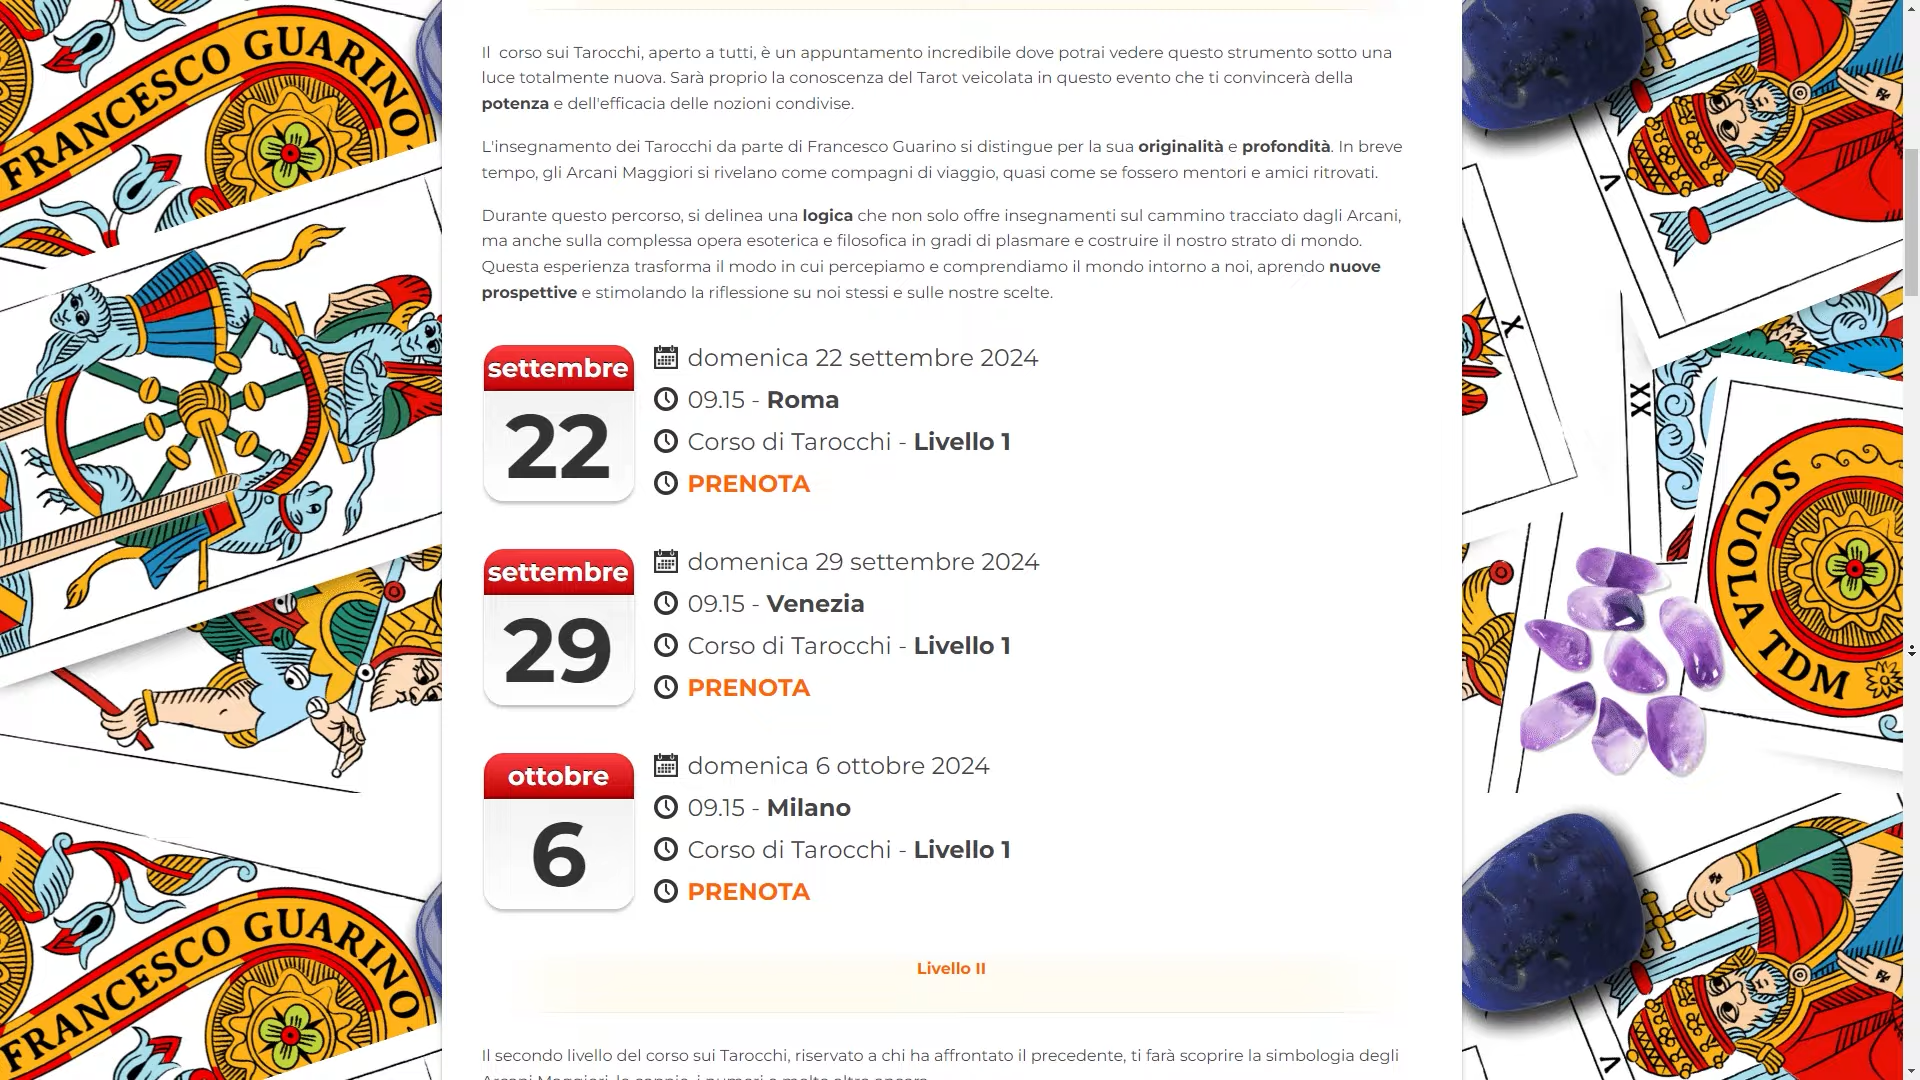 Il  corso sui Tarocchi, aperto a tutti, è un appuntamento incredibile dove potrai vedere questo strumento sotto una
luce totalmente nuova. Sarà proprio la conoscenza del Tarot veicolata in questo evento che ti convincerà della
potenza e dell'efficacia delle nozioni condivise.
L'insegnamento dei Tarocchi da parte di Francesco Guarino si distingue per la sua originalità e profondità. In breve
tempo, gli Arcani Maggiori si rivelano come compagni di viaggio, quasi come se fossero mentori e amici ritrovati.
Durante questo percorso, si delinea una logica che non solo offre insegnamenti sul cammino tracciato dagli Arcani,
ma anche sulla complessa opera esoterica e filosofica in gradi di plasmare e costruire il nostro strato di mondo.
Questa esperienza trasforma il modo in cui percepiamo e comprendiamo il mondo intorno a noi, aprendo nuove
prospettive e stimolando la riflessione su noi stessi e sulle nostre scelte.
settembre
22
domenica 22 settembre 2024
09.15 - Roma
Corso di Tarocchi - Livello 1
PRENOTA
settembre
29
domenica 29 settembre 2024
09.15 - Venezia
Corso di Tarocchi - Livello 1
PRENOTA
ottobre
6
domenica 6 ottobre 2024
09.15 - Milano
Corso di Tarocchi - Livello 1
PRENOTA
Livello II
Il secondo livello del corso sui Tarocchi, riservato a chi ha affrontato il precedente, ti farà scoprire la simbologia degli
Arcani Maggiori, le coppie, i numeri e molto altro ancora.
FRANCESCO GUARINO
FRANCESCO GUARINO
V
X
XX
SCUOLA TDM
V